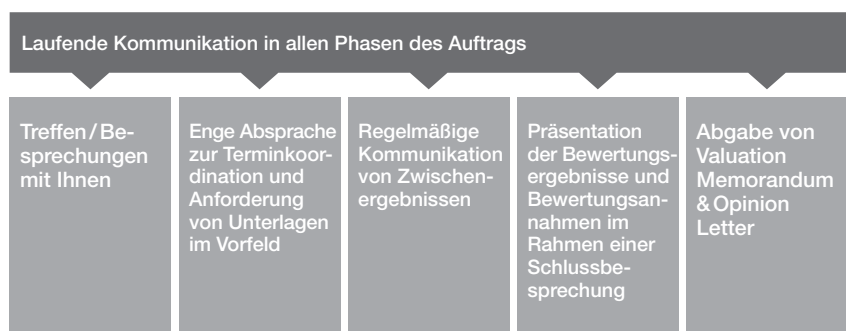 Laufende Kommunikation in allen Phasen des Auftrags
Treffen / Be-
sprechungen
mit Ihnen
Enge Absprache
zur Terminkoor-
dination und
Anforderung
von Unterlagen
im Vorfeld
Regelmäßige
Kommunikation
von Zwischen-
ergebnissen
Präsentation
der Bewertungs-
ergebnisse und
Bewertungsan-
nahmen im
Rahmen einer
Schlussbe-
sprechung
Abgabe von
Valuation
Memorandum
& Opinion
Letter